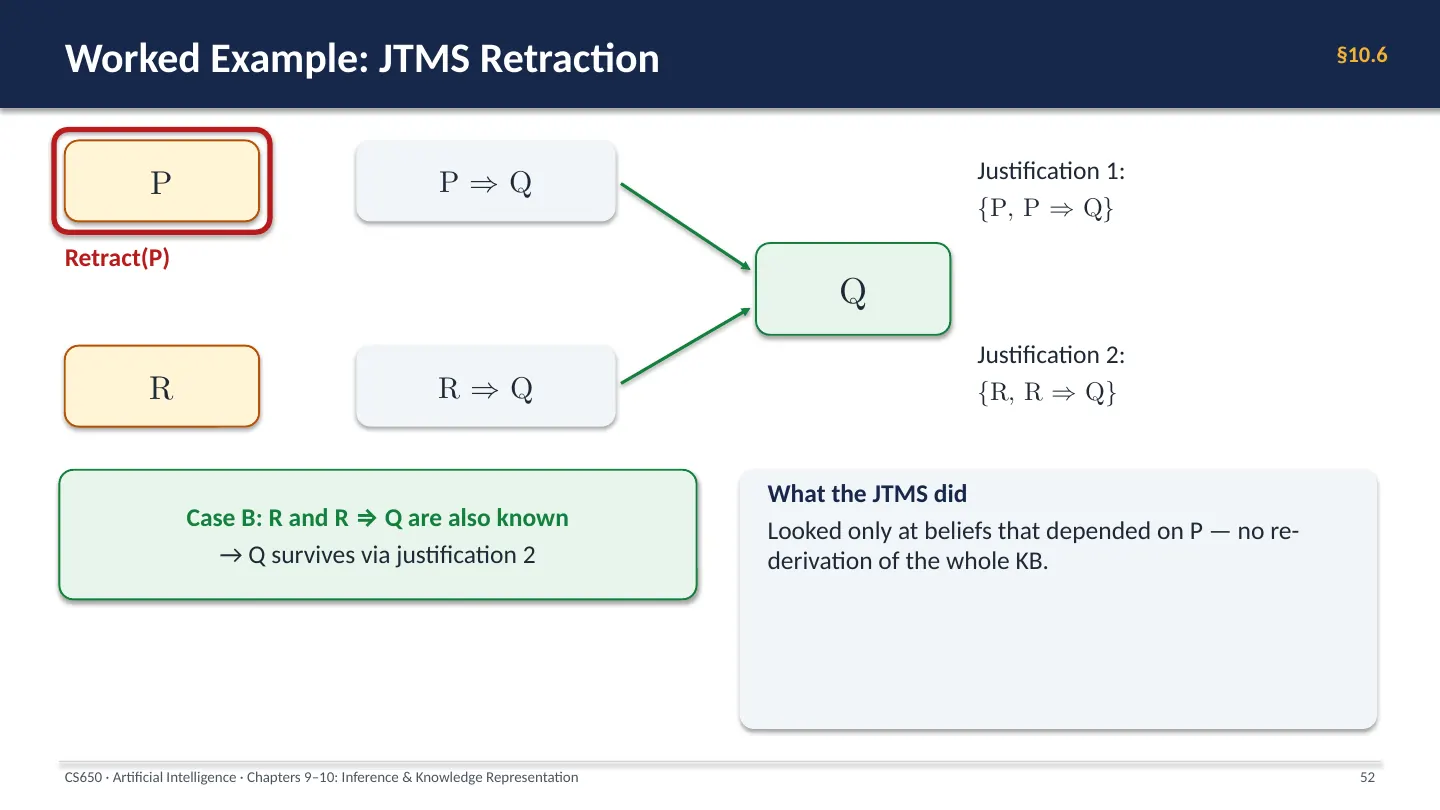 Worked Example: JTMS Retraction
§10.6
P
P ⇒ Q
Justification 1:
{P, P ⇒ Q}
Retract(P)
Q
R
R ⇒ Q
Justification 2:
{R, R ⇒ Q}
Case B: R and R ⇒ Q are also known
→ Q survives via justification 2
What the JTMS did
Looked only at beliefs that depended on P — no re-
derivation of the whole KB.
CS650 · Artificial Intelligence · Chapters 9–10: Inference & Knowledge Representation
52